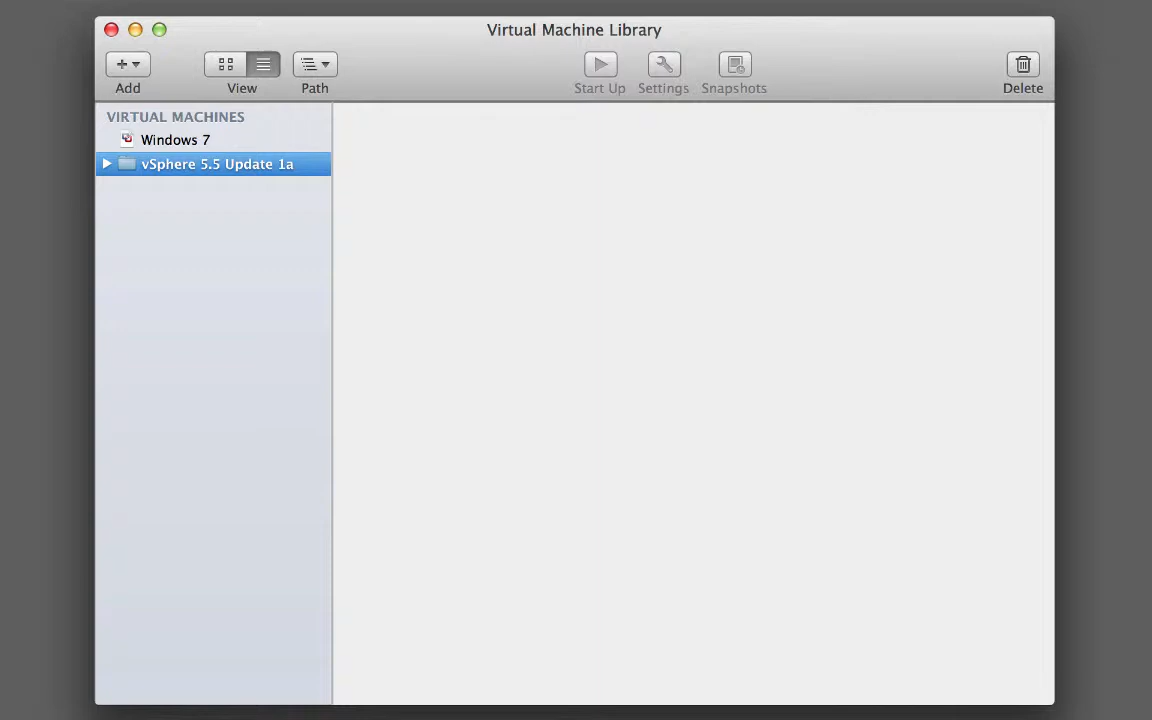 Virtual Machine Library
Add View Path Start Up Settings Snapshots Delete
VIRTUAL MACHINES
Windows 7
vSphere 5.5 Update 1a